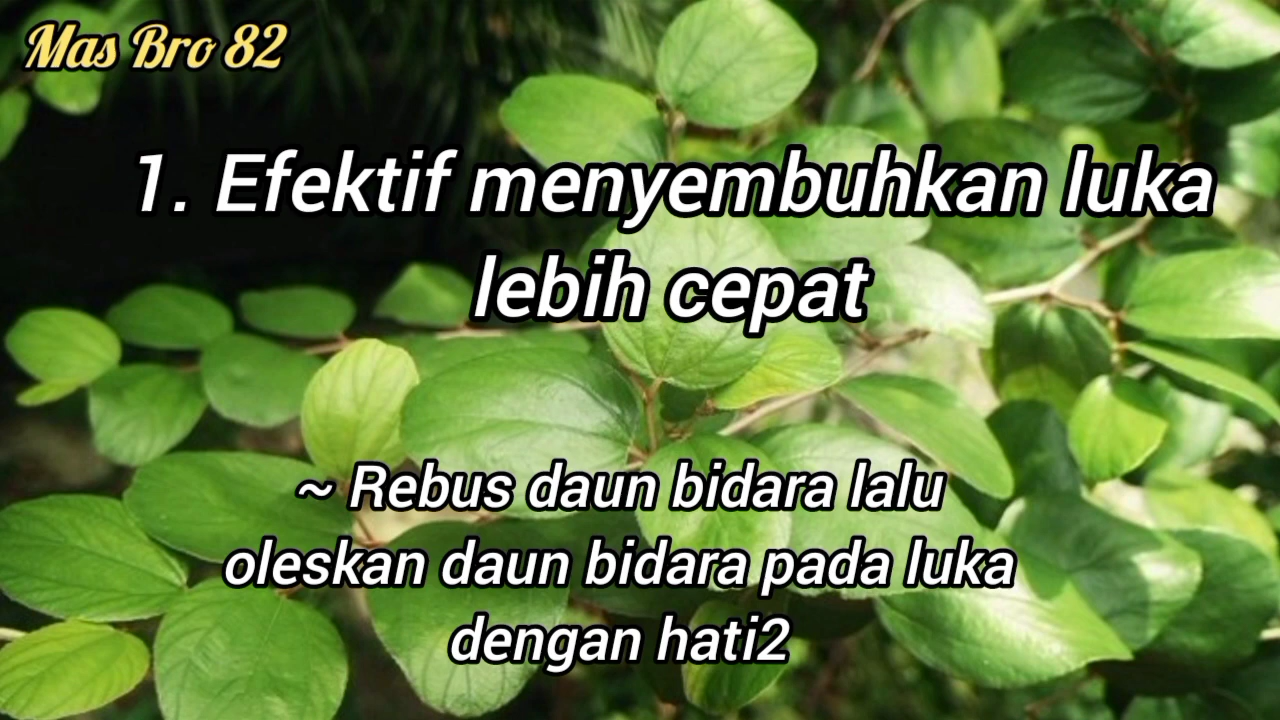 Mas Bro 82
1. Efektif menyembuhkan luka
lebih cepat
~ Rebus daun bidara lalu
oleskan daun bidara pada luka
dengan hati2